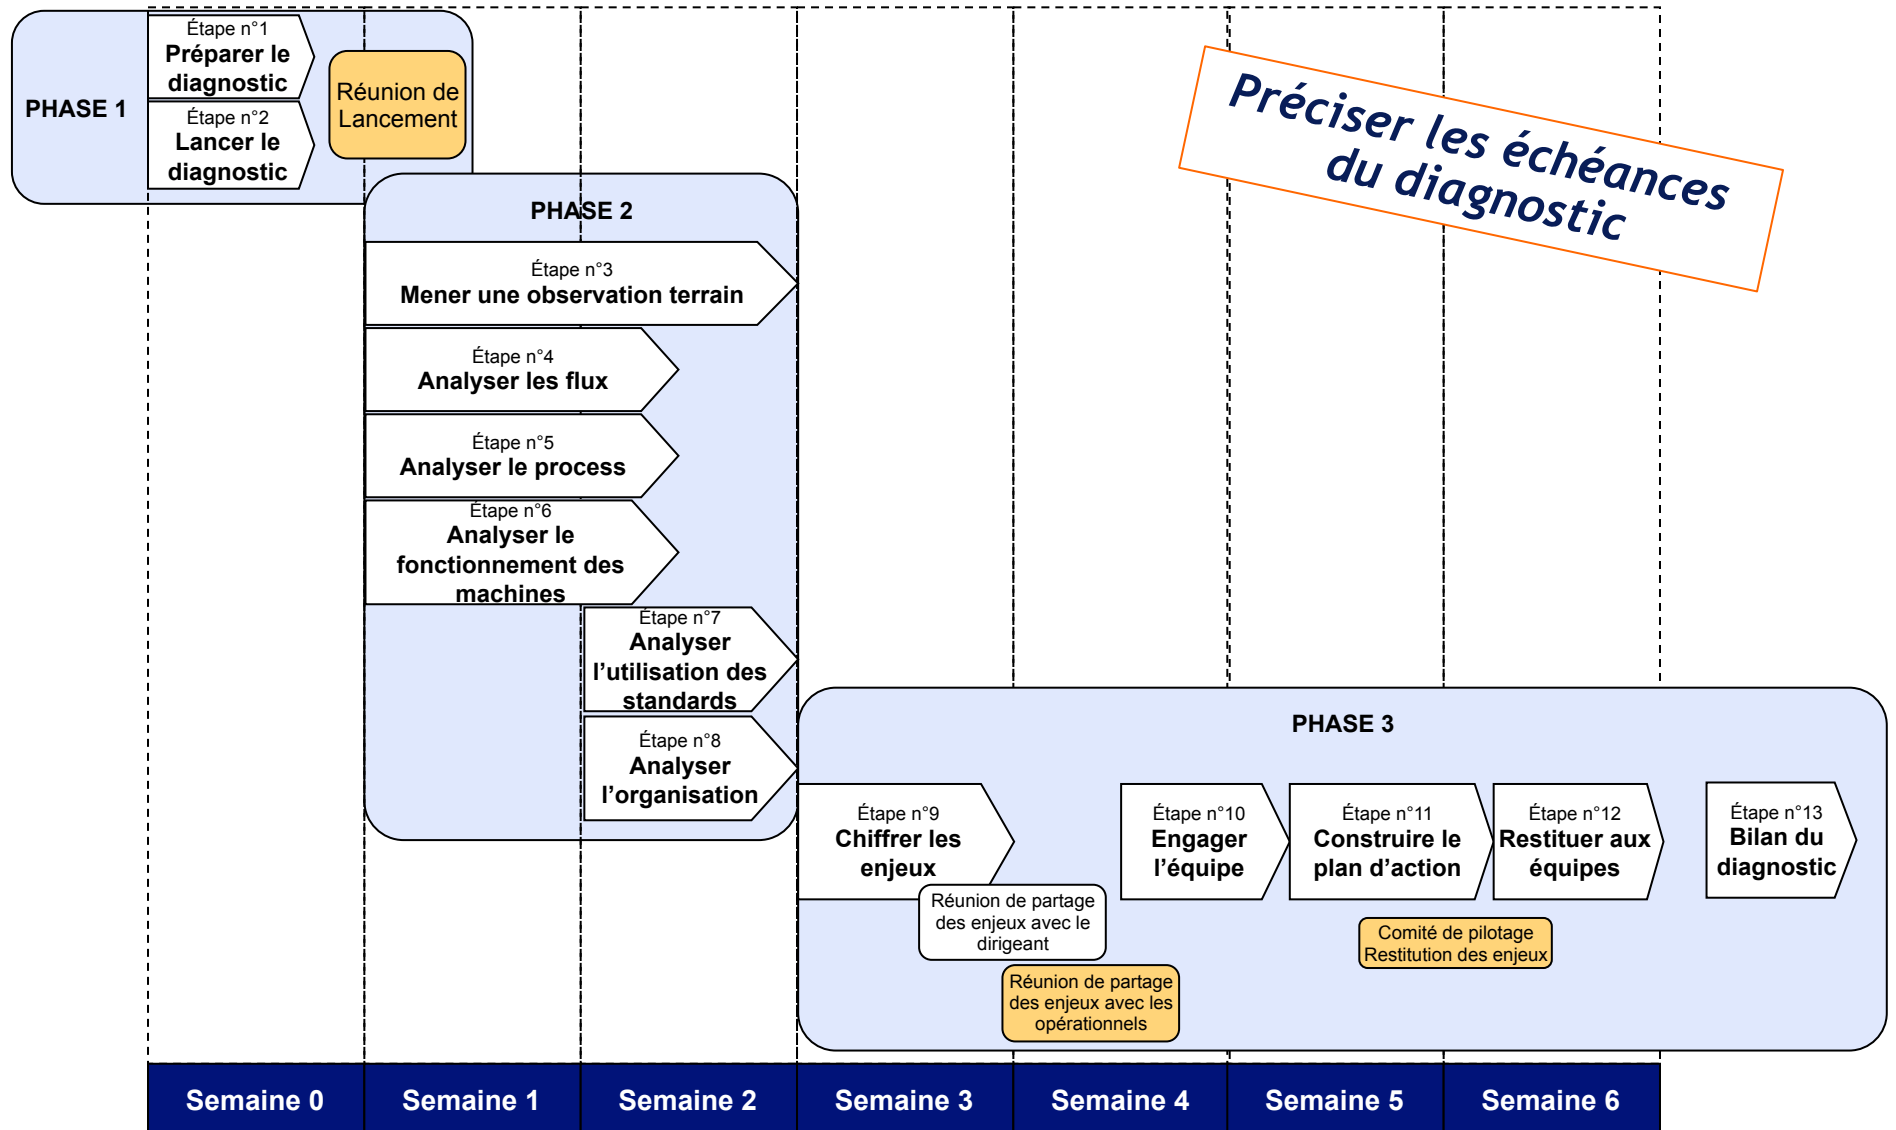 Étape n°1
Préparer le
diagnostic
PHASE 1
Étape n°2
Lancer le
diagnostic
Réunion de
Lancement
Préciser les échéances
du diagnostic
PHASE 2
Étape n°3
Mener une observation terrain
Étape n°4
Analyser les flux
Étape n°5
Analyser le process
Étape n°6
Analyser le
fonctionnement des
machines
Étape n°7
Analyser
l’utilisation des
standards
Étape n°8
Analyser
l’organisation
PHASE 3
Étape n°9
Chiffrer les
enjeux
Réunion de partage
des enjeux avec le
dirigeant
Réunion de partage
des enjeux avec les
opérationnels
Étape n°10
Engager
l’équipe
Étape n°11
Construire le
plan d’action
Comité de pilotage
Restitution des enjeux
Étape n°12
Restituer aux
équipes
Étape n°13
Bilan du
diagnostic
Semaine 0
Semaine 1
Semaine 2
Semaine 3
Semaine 4
Semaine 5
Semaine 6